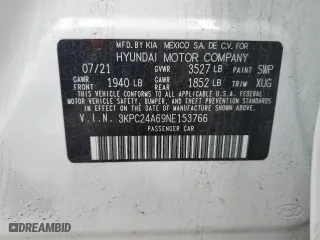 MFD BY KIA MEXICO S.A. DE C.V. FOR
HYUNDAI MOTOR COMPANY
07/21 GVWR 3527 LB PAINT SWP
GAWR FRONT 1940 LB GAWR REAR 1852 LB TRIM XUG
THIS VEHICLE CONFORMS TO ALL APPLICABLE
U.S.A. FEDERAL MOTOR VEHICLE SAFETY, BUMPER, AND
THEFT PREVENTION STANDARDS IN EFFECT
ON THE DATE OF MANUFACTURE SHOWN ABOVE.
V.I.N. 3KPC24A69NE153766
PASSENGER CAR
DREAMBID